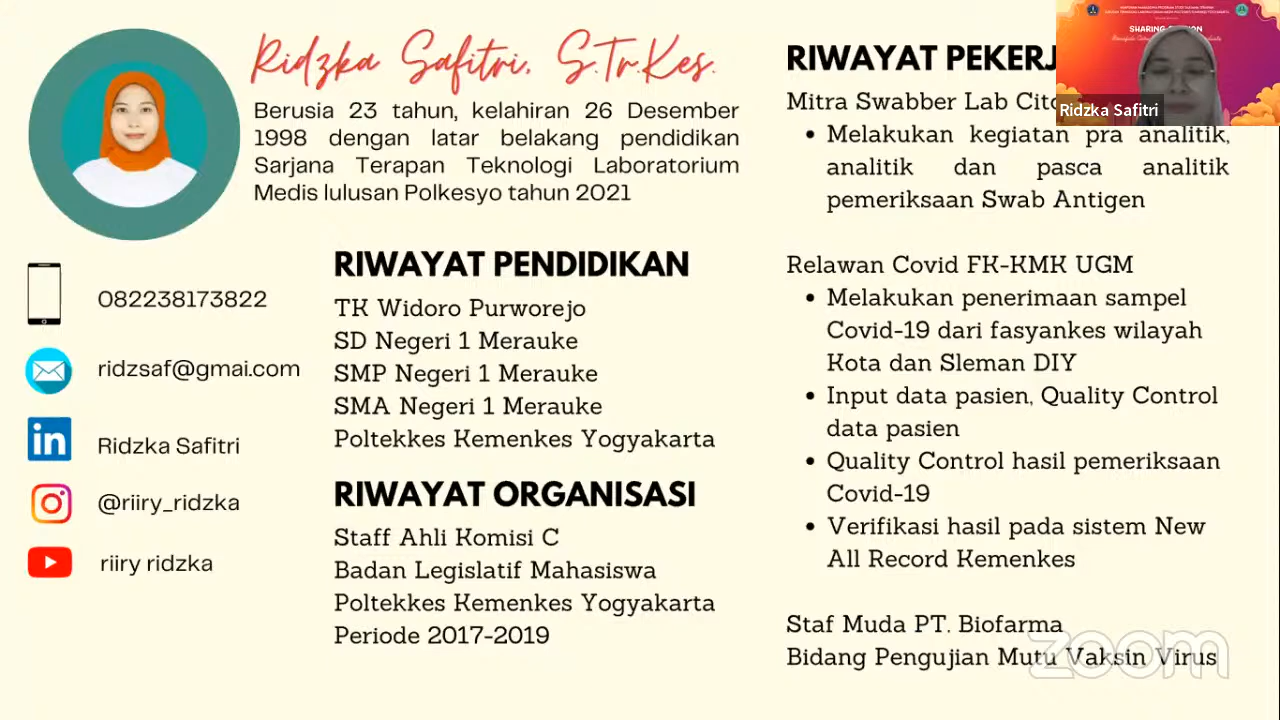 Ridzka Safitri, S.Tr.Kes.
Berusia 23 tahun, kelahiran 26 Desember
1998 dengan latar belakang pendidikan
Sarjana Terapan Teknologi Laboratorium
Medis lulusan Polkesyo tahun 2021
082238173822
ridzsaf@gmai.com
in
Ridzka Safitri
@riiry_ridzka
riiry ridzka
RIWAYAT PENDIDIKAN
TK Widoro Purworejo
SD Negeri 1 Merauke
SMP Negeri 1 Merauke
SMA Negeri 1 Merauke
Poltekkes Kemenkes Yogyakarta
RIWAYAT ORGANISASI
Staff Ahli Komisi C
Badan Legislatif Mahasiswa
Poltekkes Kemenkes Yogyakarta
Periode 2017-2019
RIWAYAT PEKERJ
Mitra Swabber Lab Cito
• Melakukan kegiatan pra analitik,
analitik dan pasca analitik
pemeriksaan Swab Antigen
Relawan Covid FK-KMK UGM
• Melakukan penerimaan sampel
Covid-19 dari fasyankes wilayah
Kota dan Sleman DIY
• Input data pasien, Quality Control
data pasien
• Quality Control hasil pemeriksaan
Covid-19
• Verifikasi hasil pada sistem New
All Record Kemenkes
Staf Muda PT. Biofarma
Bidang Pengujian Mutu Vaksin Virus
SHARING SESSION
Ridzka Safitri
zoom